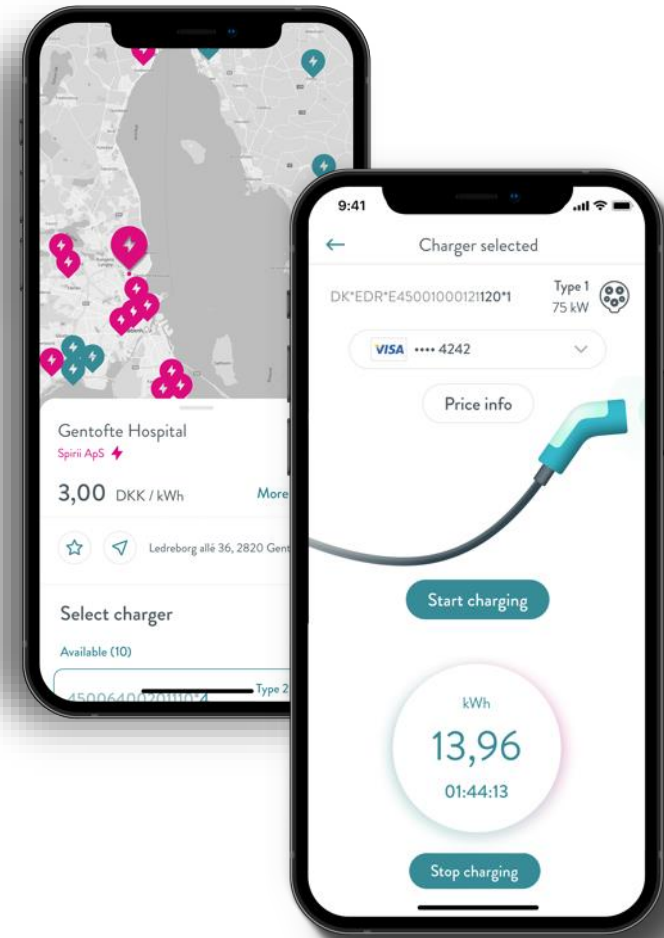 Gentofte Hospital
Spirii ApS
3,00 DKK / kWh
More
Ledreborg allé 36, 2820 Gent
Select charger
Available (10)
Type 2
9:41
Charger selected
DK*EDR*E45001000121120*1
Type 1
75 kW
VISA •••• 4242
Price info
Start charging
kWh
13,96
01:44:13
Stop charging